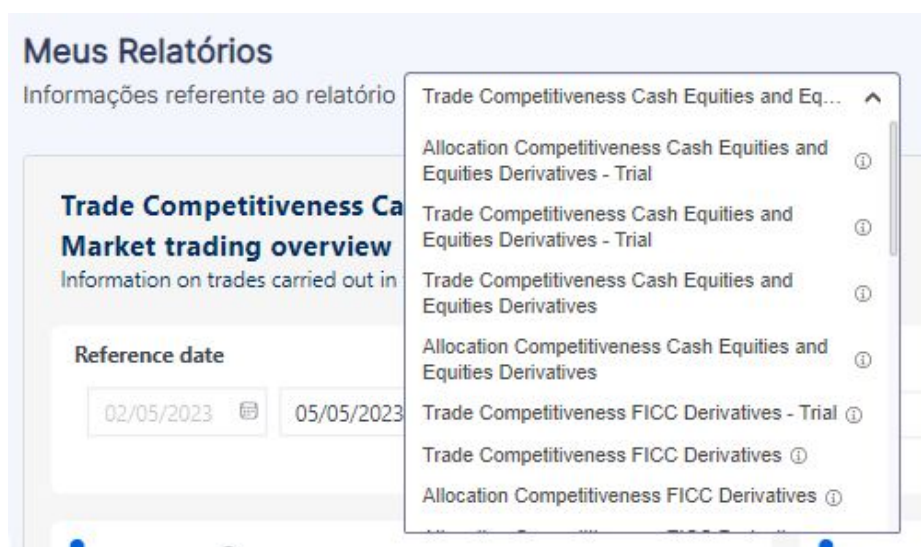 Meus Relatórios
Informações referente ao relatório
Trade Competitiveness Cash Equities and Eq...
Allocation Competitiveness Cash Equities and
Equities Derivatives - Trial
Trade Competitiveness Cash Equities and
Equities Derivatives - Trial
Trade Competitiveness Cash Equities and
Equities Derivatives
Allocation Competitiveness Cash Equities and
Equities Derivatives
Trade Competitiveness FICC Derivatives - Trial
Trade Competitiveness FICC Derivatives
Allocation Competitiveness FICC Derivatives
Trade Competitiveness Ca
Market trading overview
Information on trades carried out in
Reference date
02/05/2023
05/05/2023